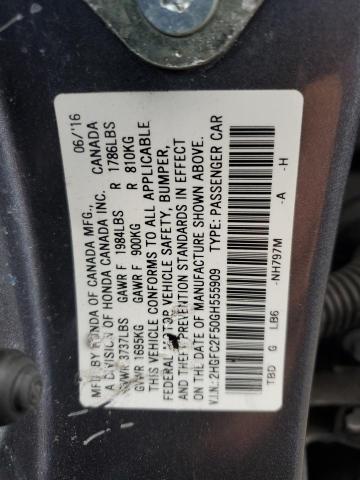 MFD. BY HONDA OF CANADA MFG., 06/'16
A DIVISION OF HONDA CANADA INC. CANADA
GVWR 3737LBS GAWR F 1984LBS R 1786LBS
GVWR 1695KG GAWR F 900KG R 810KG
THIS VEHICLE CONFORMS TO ALL APPLICABLE
FEDERAL MOTOR VEHICLE SAFETY, BUMPER,
AND THEFT PREVENTION STANDARDS IN EFFECT
ON THE DATE OF MANUFACTURE SHOWN ABOVE.
V.I.N.: 2HGFC2F50GH555909 TYPE: PASSENGER CAR
TBD G LB6 -NH797M -A -H